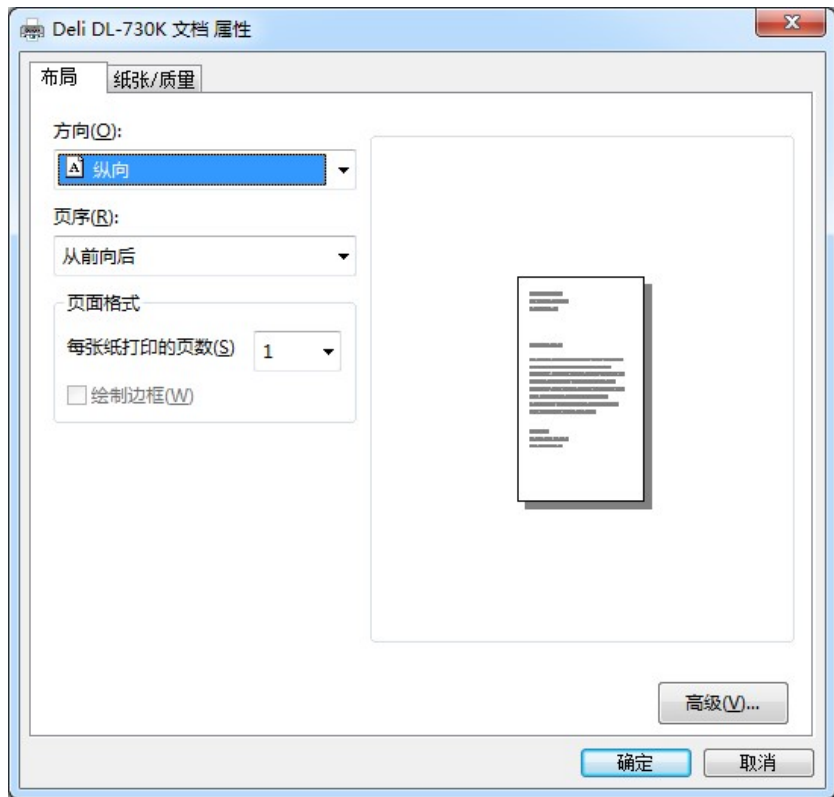 Deli DL-730K 文档 属性
布局
纸张/质量
方向(O):
A 纵向
页序(R):
从前向后
页面格式
每张纸打印的页数(S) 1
绘制边框(W)
高级(V)...
确定
取消